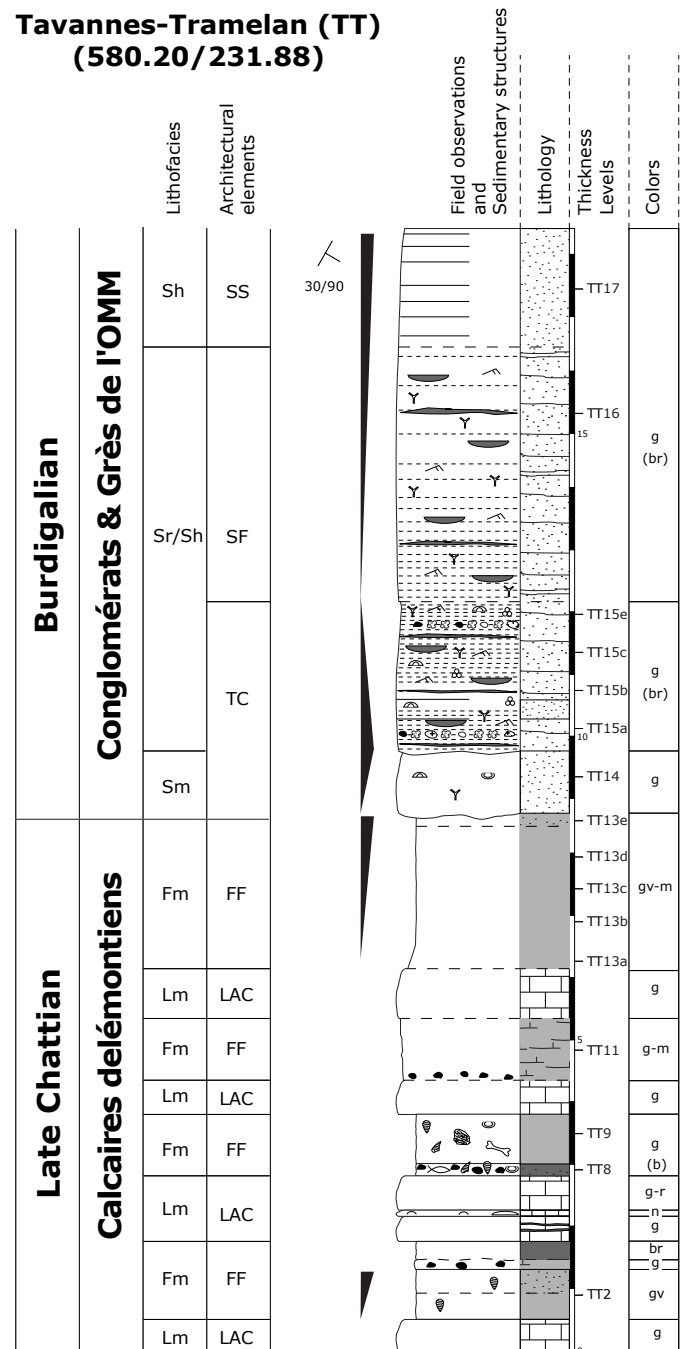 Tavannes-Tramelan (TT)
(580.20/231.88)
Lithofacies
Architectural
elements
Field observations
and
Sedimentary structures
Lithology
Thickness
Levels
Colors
Burdigalian
Conglomérats & Grès de l'OMM
Late Chattian
Calcaires delémontiens
Sh
SS
30/90
TT17
Sr/Sh
SF
TT16
15
g
(br)
TC
TT15e
TT15c
TT15b
TT15a
10
g
(br)
Sm
TT14
g
Fm
FF
TT13e
TT13d
TT13c
TT13b
TT13a
gv-m
Lm
LAC
g
Fm
FF
5
TT11
g-m
Lm
LAC
g
Fm
FF
TT9
TT8
g
(b)
Lm
LAC
g-r
n
g
Fm
FF
br
g
TT2
gv
Lm
LAC
g